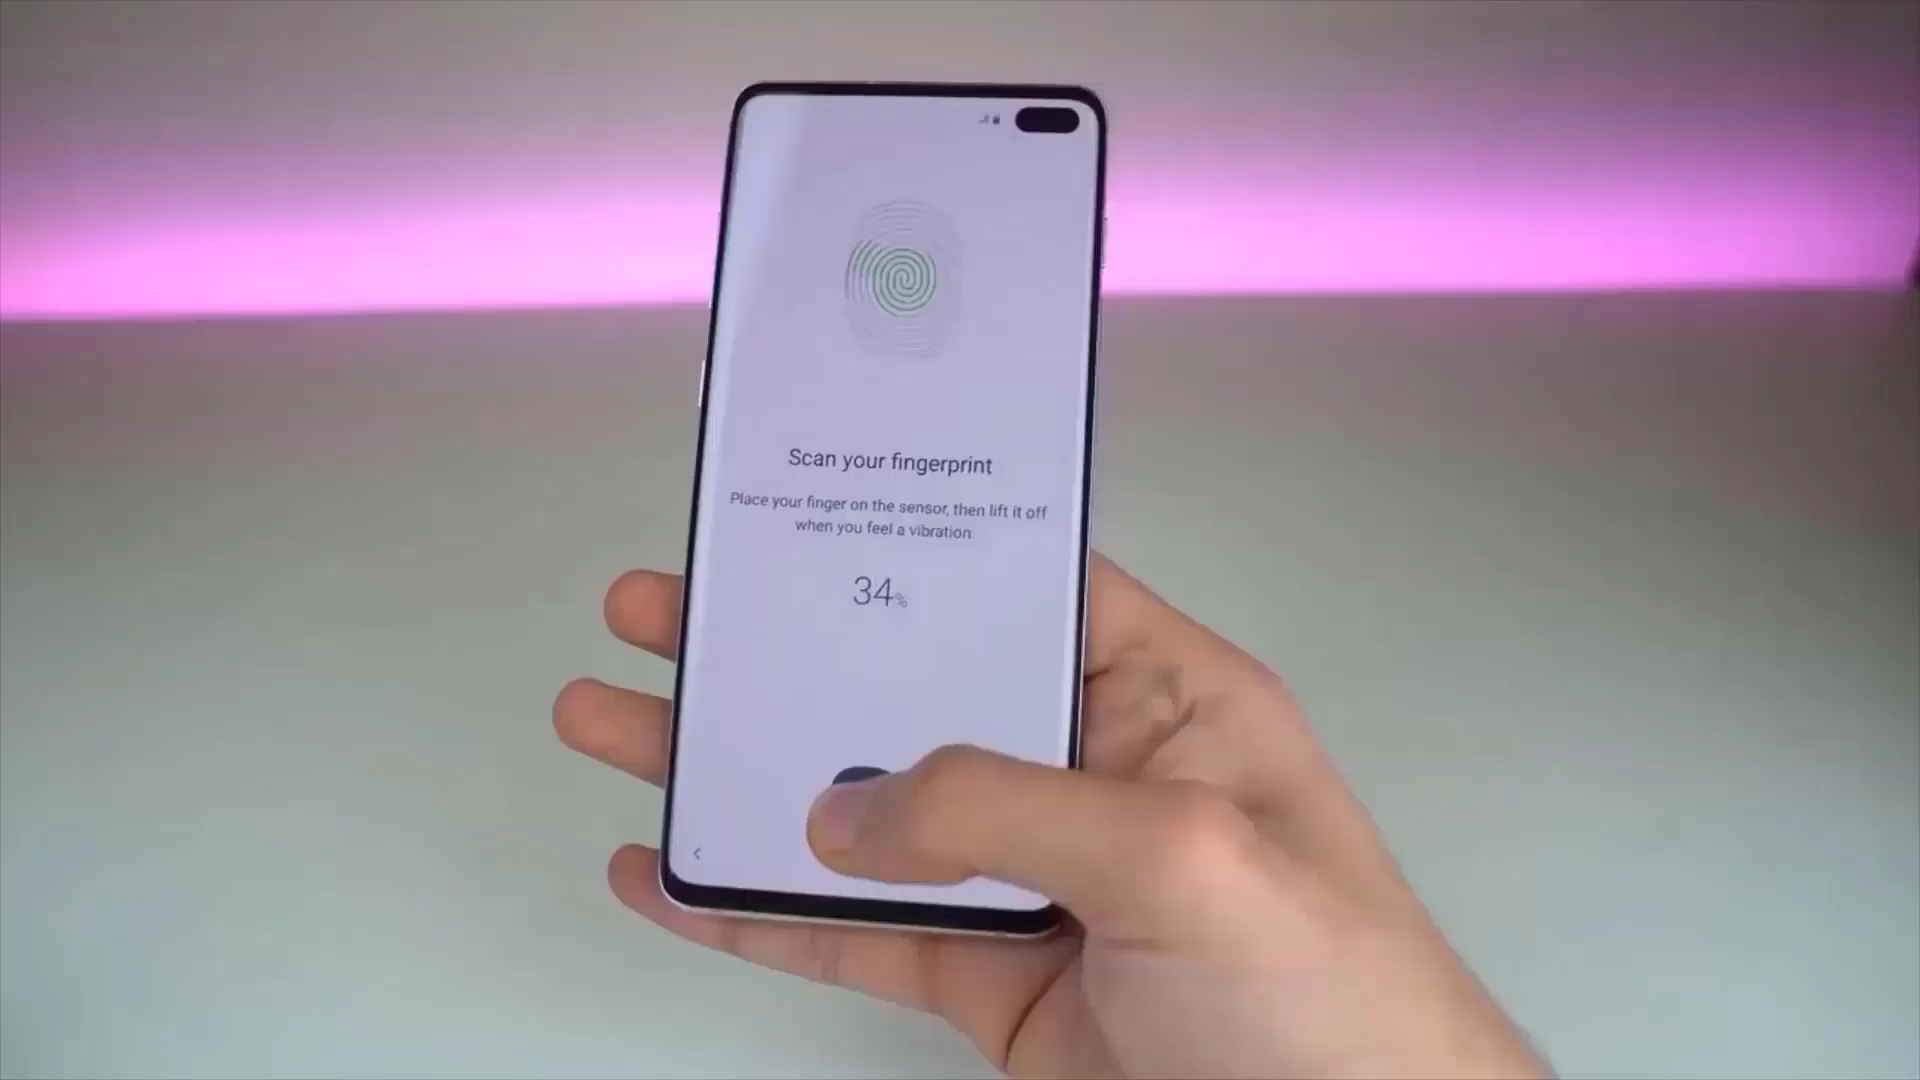 Scan your fingerprint
Place your finger on the sensor, then lift it off
when you feel a vibration.
34%